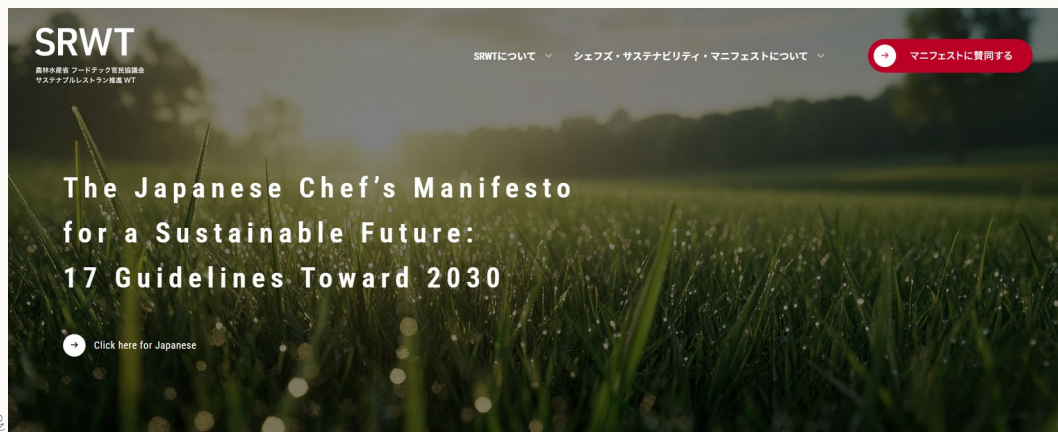 SRWT
農林水産省 フードテック官民協議会
サステナブルレストラン推進 WT
SRWTについて
シェフズ・サステナビリティ・マニフェストについて
マニフェストに賛同する
The Japanese Chef’s Manifesto
for a Sustainable Future:
17 Guidelines Toward 2030
Click here for Japanese